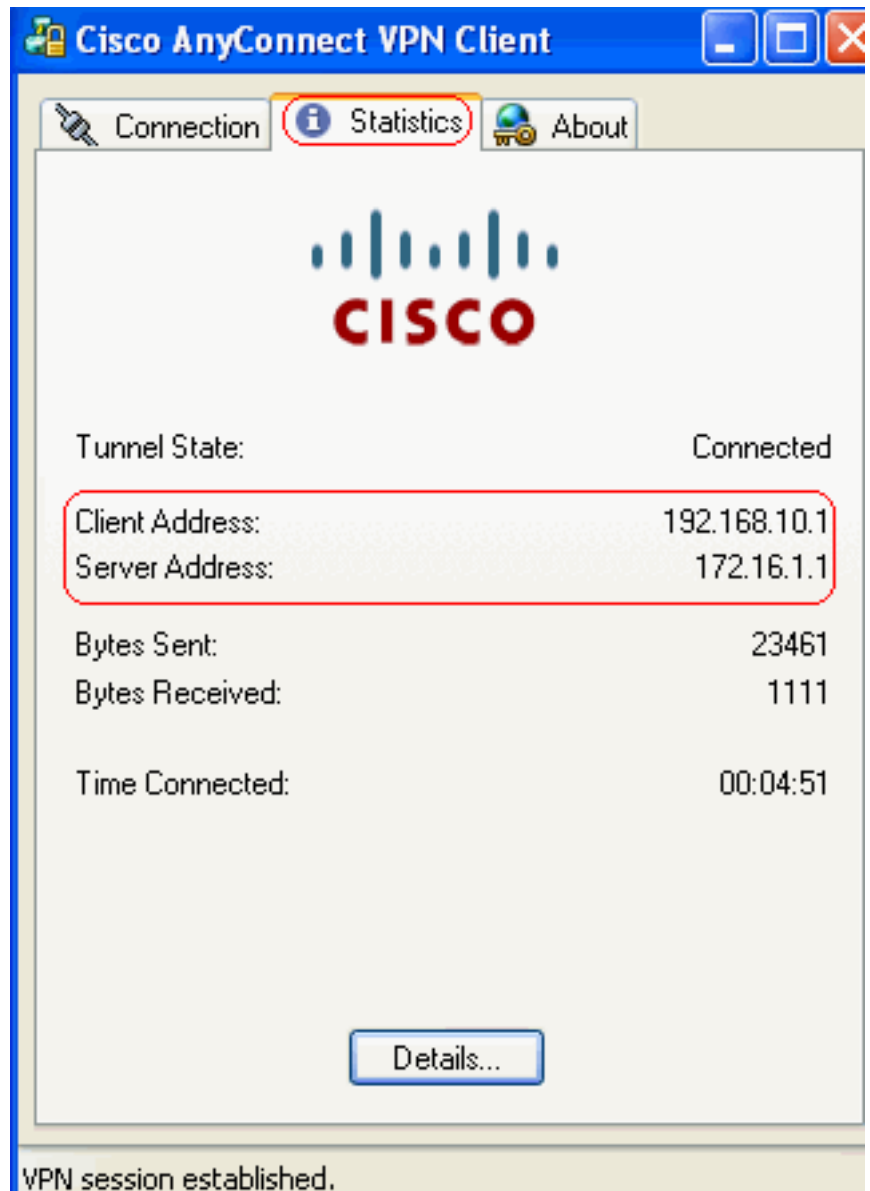 Cisco AnyConnect VPN Client
Connection Statistics About
CISCO
Tunnel State: Connected
Client Address: 192.168.10.1
Server Address: 172.16.1.1
Bytes Sent: 23461
Bytes Received: 1111
Time Connected: 00:04:51
Details...
VPN session established.